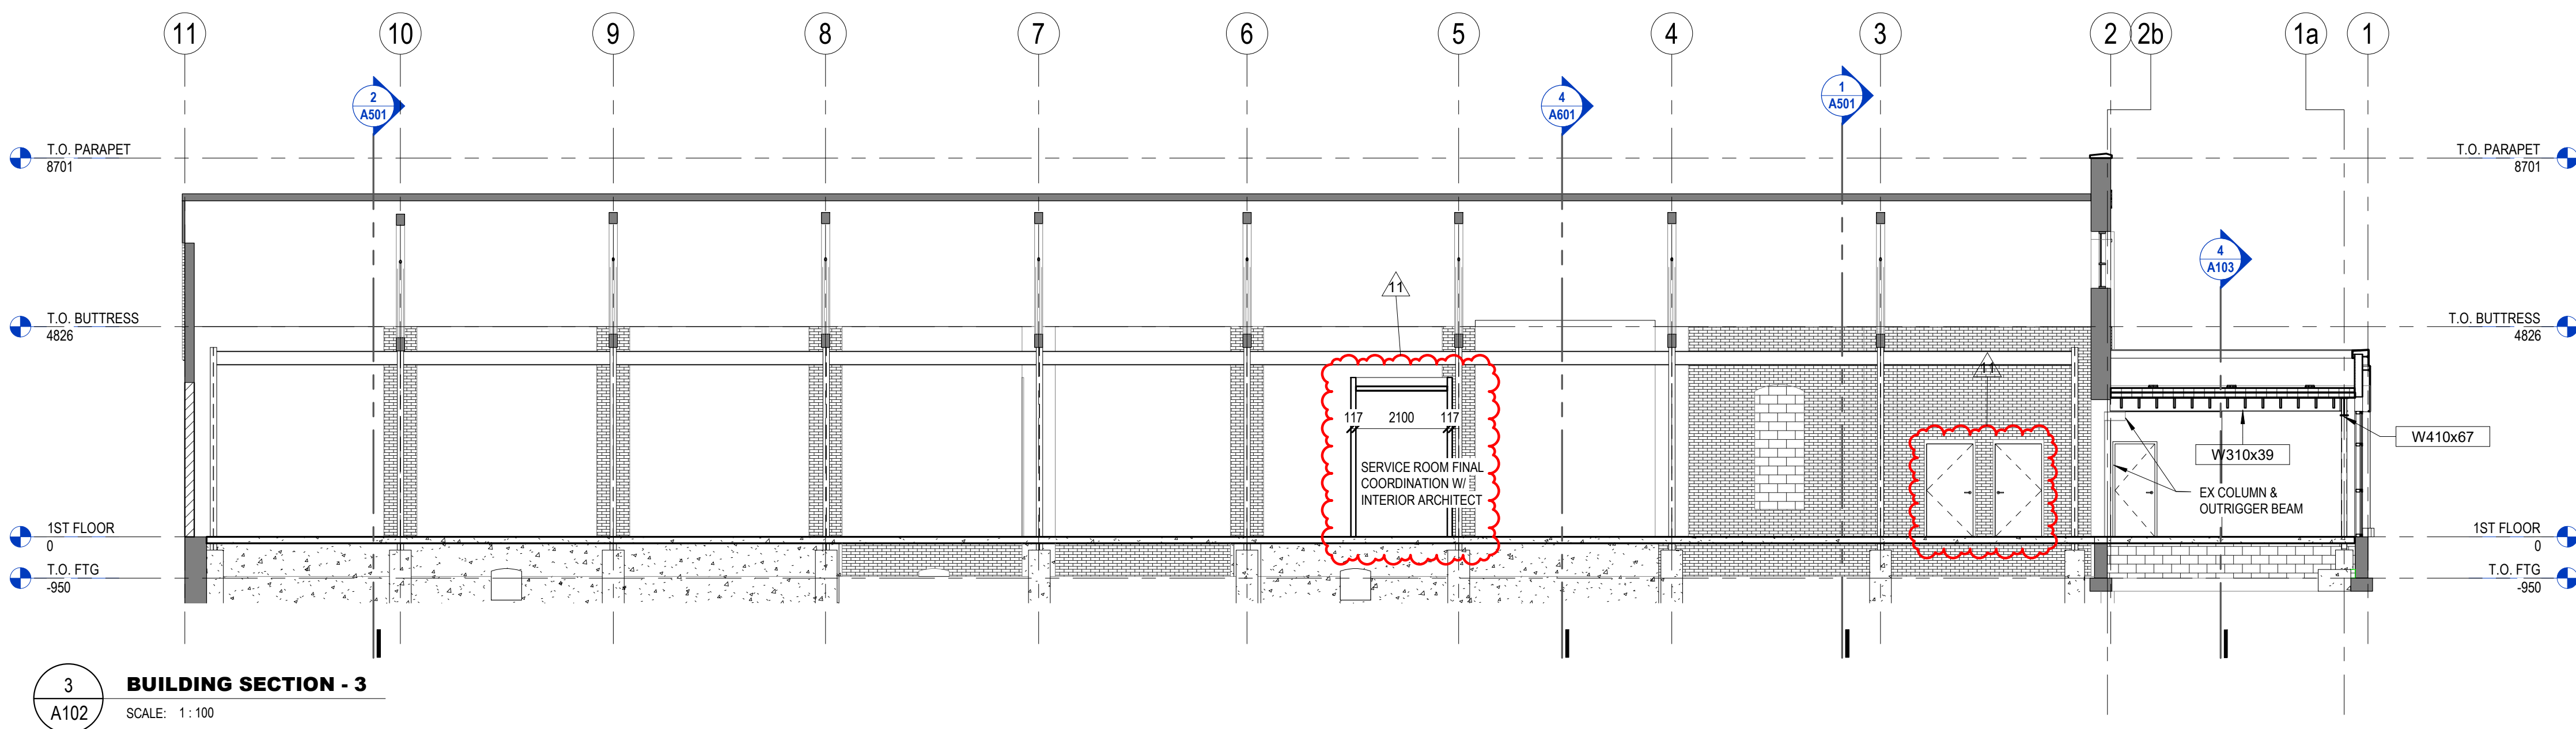 11 10 9 8 7 6 5 4 3 2 2b 1a 1
2
A501
4
A601
1
A501
T.O. PARAPET
8701
T.O. PARAPET
8701
4
A103
11
T.O. BUTTRESS
4826
T.O. BUTTRESS
4826
11
117 2100 117
W410x67
W310x39
SERVICE ROOM FINAL
COORDINATION W/
INTERIOR ARCHITECT
EX COLUMN &
OUTRIGGER BEAM
1ST FLOOR
0
1ST FLOOR
0
T.O. FTG
-950
T.O. FTG
-950
3
A102
BUILDING SECTION - 3
SCALE: 1 : 100